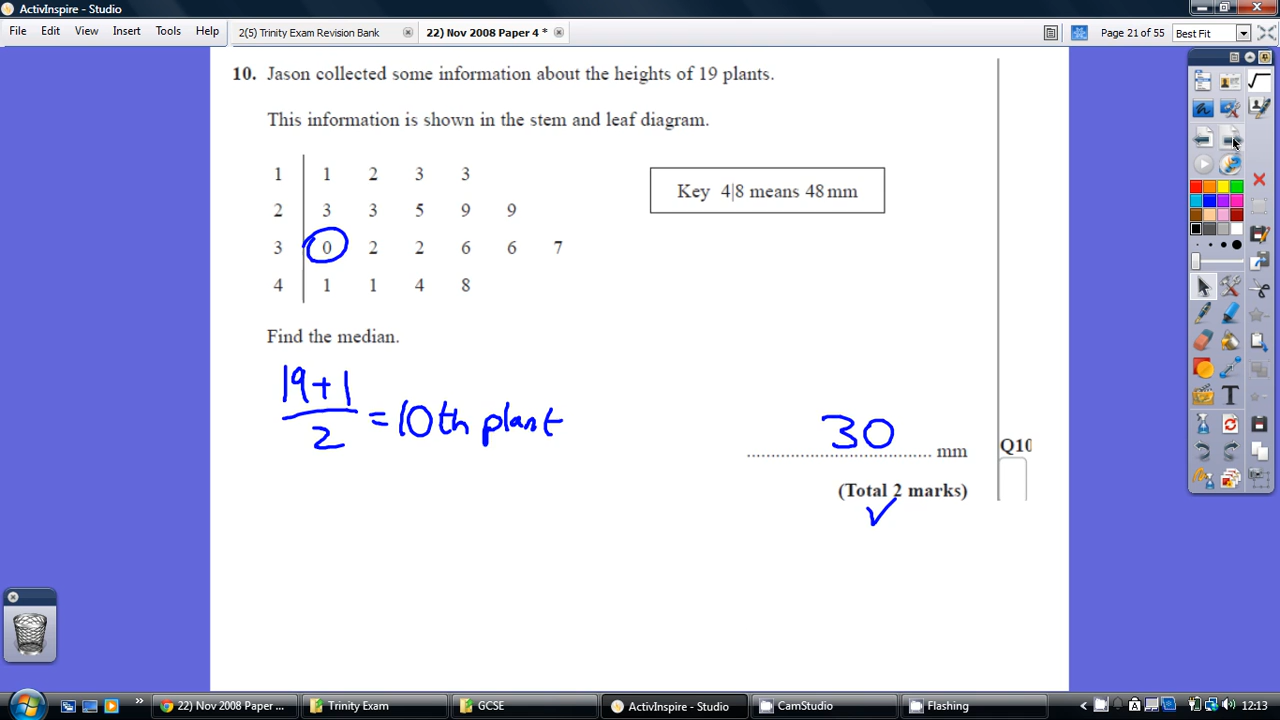 ActivInspire - Studio
File Edit View Insert Tools Help
2(5) Trinity Exam Revision Bank
22) Nov 2008 Paper 4 *
Page 21 of 55
Best Fit
10. Jason collected some information about the heights of 19 plants.
This information is shown in the stem and leaf diagram.
1 1 2 3 3
2 3 3 5 9 9
3 0 2 2 6 6 7
4 1 1 4 8
Key 4|8 means 48 mm
Find the median.
19+1
2
= 10th plant
30
mm
Q10
(Total 2 marks)
22) Nov 2008 Paper 4 ...
Trinity Exam
GCSE
ActivInspire - Studio
CamStudio
Flashing
12:13